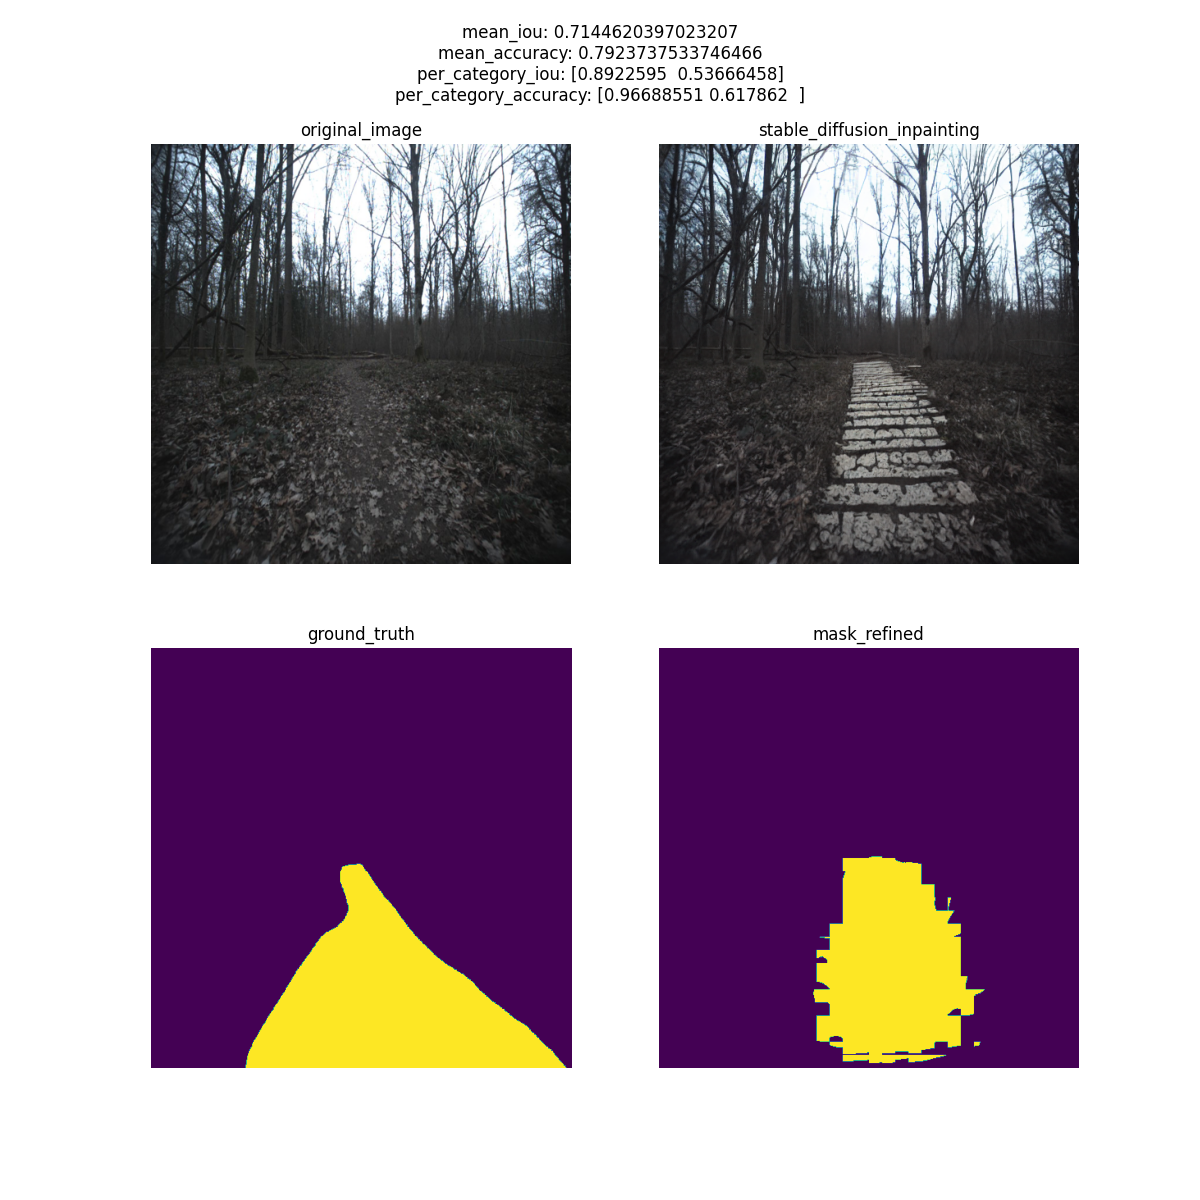 mean_iou: 0.7144620397023207
mean_accuracy: 0.7923737533746466
per_category_iou: [0.8922595  0.53666458]
per_category_accuracy: [0.96688551 0.617862  ]
original_image
stable_diffusion_inpainting
ground_truth
mask_refined